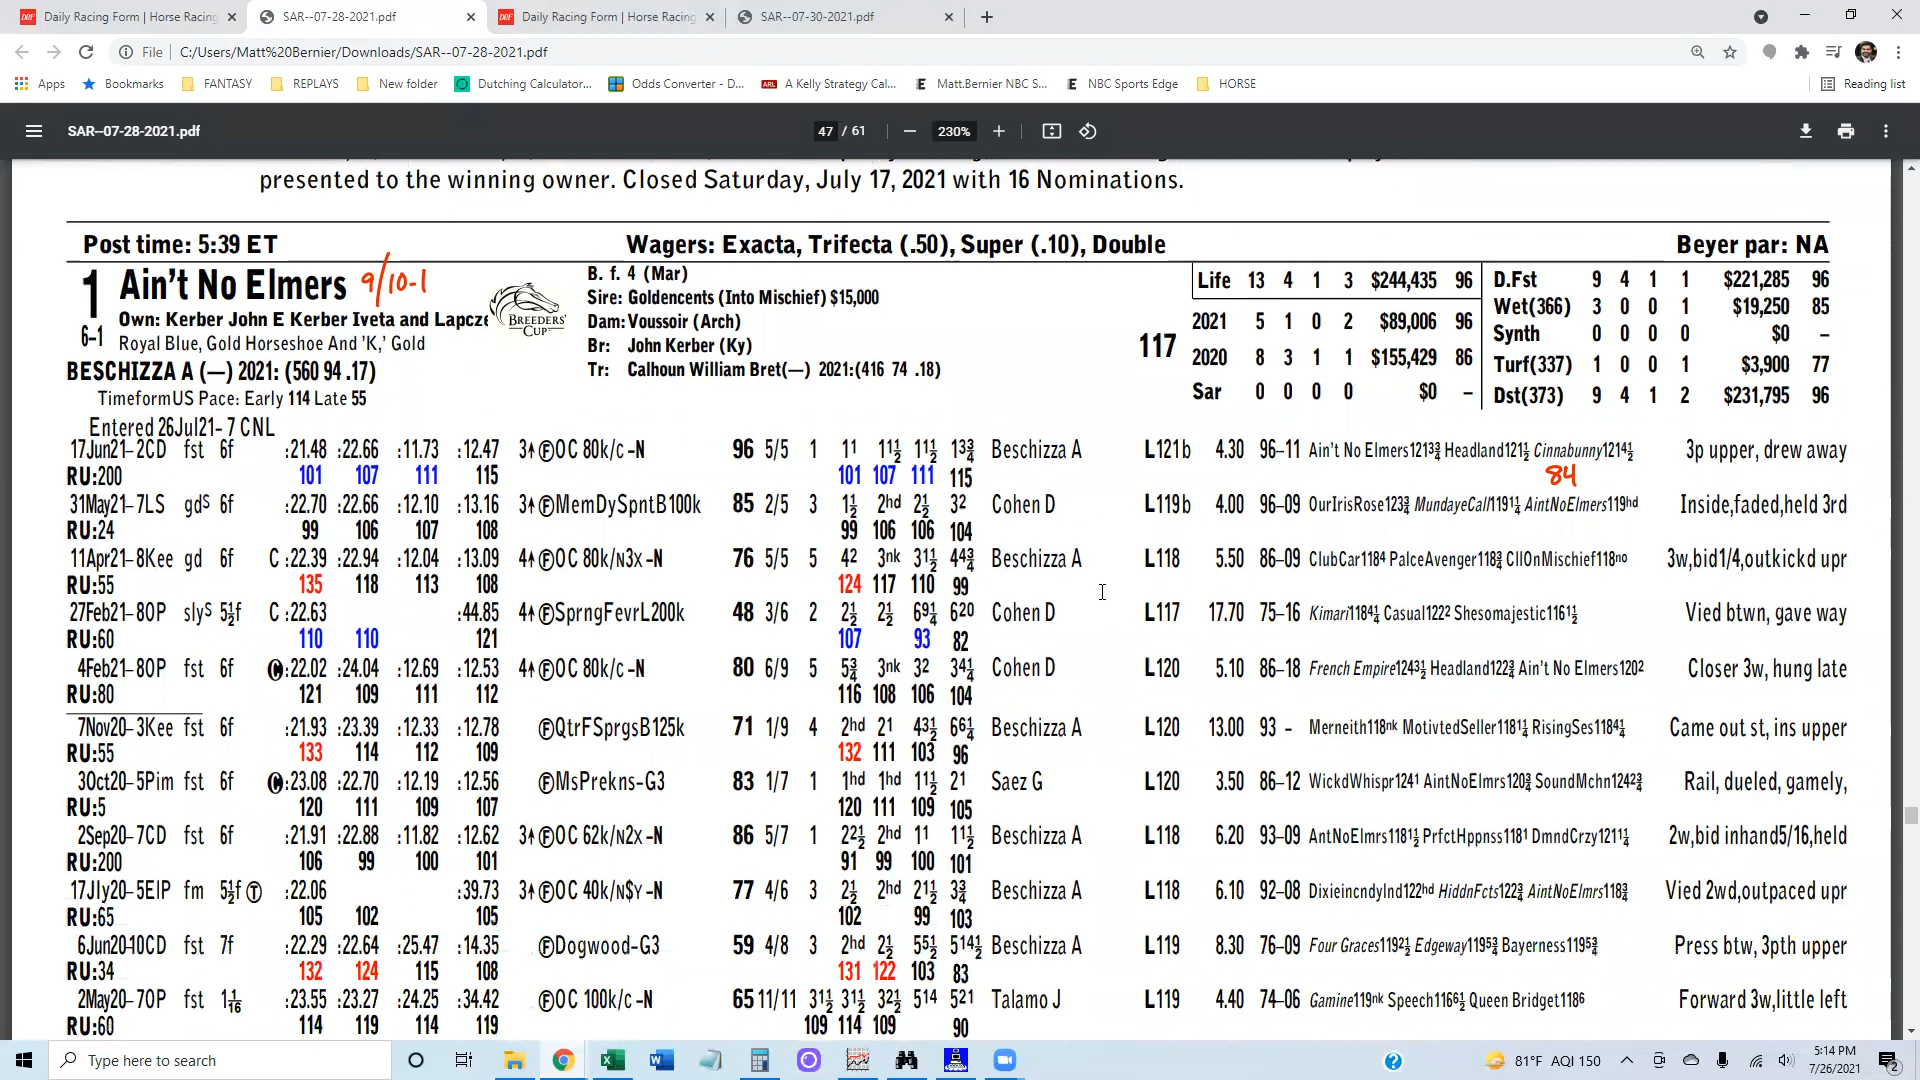 Daily Racing Form | Horse Racing
SAR--07-28-2021.pdf
Daily Racing Form | Horse Racing
SAR--07-30-2021.pdf
File C:/Users/Matt%20Bernier/Downloads/SAR--07-28-2021.pdf
Apps Bookmarks FANTASY REPLAYS New folder Dutching Calculator... Odds Converter - D... ARL A Kelly Strategy Cal... Matt.Bernier NBC S... NBC Sports Edge HORSE Reading list
SAR--07-28-2021.pdf 47 / 61 230%
presented to the winning owner. Closed Saturday, July 17, 2021 with 16 Nominations.
Post time: 5:39 ET Wagers: Exacta, Trifecta (.50), Super (.10), Double Beyer par: NA
1 Ain't No Elmers 9/10-1
6-1
Own: Kerber John E Kerber Iveta and Lapcze
Royal Blue, Gold Horseshoe And 'K,' Gold
BREEDERS' CUP
BESCHIZZA A (—) 2021: (560 94 .17)
TimeformUS Pace: Early 114 Late 55
Entered 26Jul21- 7 CNL
B. f. 4 (Mar)
Sire: Goldencents (Into Mischief) $15,000
Dam: Voussoir (Arch)
Br: John Kerber (Ky)
Tr: Calhoun William Bret(—) 2021:(416 74 .18)
117
Life 13 4 1 3 $244,435 96
2021 5 1 0 2 $89,006 96
2020 8 3 1 1 $155,429 86
Sar 0 0 0 0 $0 –
D.Fst 9 4 1 1 $221,285 96
Wet(366) 3 0 0 1 $19,250 85
Synth 0 0 0 0 $0 –
Turf(337) 1 0 0 1 $3,900 77
Dst(373) 9 4 1 2 $231,795 96
17Jun21-2CD fst 6f :21.48 :22.66 :11.73 :12.47 3↑ⒻOC 80k/c -N 96 5/5 1 1¹ 11½ 11½ 13¾ Beschizza A L121b 4.30 96-11 Ain't No Elmers1213¾ Headland121½ Cinnabunny1214½ 3p upper, drew away
RU:200 101 107 111 115 101 107 111 115 84
31May21-7LS gdS 6f :22.70 :22.66 :12.10 :13.16 3↑ⒻMemDySpntB100k 85 2/5 3 1½ 2hd 2½ 32 Cohen D L119b 4.00 96-09 OurIrisRose123¾ MundayeCall1191¼ AintNoElmers119hd Inside,faded,held 3rd
RU:24 99 106 107 108 99 106 106 104
11Apr21-8Kee gd 6f C :22.39 :22.94 :12.04 :13.09 4↑ⒻOC 80k/N3x -N 76 5/5 5 42 3nk 31½ 44¾ Beschizza A L118 5.50 86-09 ClubCar1184 PalceAvenger118¾ CllOnMischief118no 3w,bid1/4,outkickd upr
RU:55 135 118 113 108 124 117 110 99
27Feb21-8OP slyS 5½f C :22.63 :44.85 4↑ⒻSprngFevrL200k 48 3/6 2 2½ 2½ 69¼ 620 Cohen D L117 17.70 75-16 Kimari1184¼ Casual1222 Shesomajestic1161½ Vied btwn, gave way
RU:60 110 110 121 107 93 82
4Feb21-8OP fst 6f C :22.02 :24.04 :12.69 :12.53 4↑ⒻOC 80k/c -N 80 6/9 5 5¾ 3nk 32 34¼ Cohen D L120 5.10 86-18 French Empire1243½ Headland122¾ Ain't No Elmers1202 Closer 3w, hung late
RU:80 121 109 111 112 116 108 106 104
7Nov20-3Kee fst 6f :21.93 :23.39 :12.33 :12.78 ⒻQtrFSprgsB125k 71 1/9 4 2hd 21 43½ 66¼ Beschizza A L120 13.00 93 - Merneith118nk MotivtedSeller1181¼ RisingSes1184¼ Came out st, ins upper
RU:55 133 114 112 109 132 111 103 96
3Oct20-5Pim fst 6f C :23.08 :22.70 :12.19 :12.56 ⒻMsPrekns-G3 83 1/7 1 1hd 1hd 11½ 21 Saez G L120 3.50 86-12 WickdWhispr1241 AintNoElmrs120¾ SoundMchn1242¾ Rail, dueled, gamely,
RU:5 120 111 109 107 120 111 109 105
2Sep20-7CD fst 6f :21.91 :22.88 :11.82 :12.62 3↑ⒻOC 62k/N2x -N 86 5/7 1 22½ 2hd 11 11½ Beschizza A L118 6.20 93-09 AntNoElmrs1181½ PrfctHppnss1181 DmndCrzy1211¼ 2w,bid inhand5/16,held
RU:200 106 99 100 101 91 99 100 101
17Jly20-5ElP fm 5½f Ⓣ :22.06 :39.73 3↑ⒻOC 40k/N$Y -N 77 4/6 3 2½ 2hd 21½ 3¾ Beschizza A L118 6.10 92-08 Dixieincndylnd122hd HiddnFcts122¾ AintNoElmrs118¾ Vied 2wd,outpaced upr
RU:65 105 102 105 102 99 103
6Jun20-10CD fst 7f :22.29 :22.64 :25.47 :14.35 ⒻDogwood-G3 59 4/8 3 2hd 2½ 55½ 514½ Beschizza A L119 8.30 76-09 Four Graces1192½ Edgeway1195¾ Bayerness1195¾ Press btw, 3pth upper
RU:34 132 124 115 108 131 122 103 83
2May20-7OP fst 1 1/16 :23.55 :23.27 :24.25 :34.42 ⒻOC 100k/c -N 65 11/11 31½ 31½ 32½ 514 521 Talamo J L119 4.40 74-06 Gamine119nk Speech1166½ Queen Bridget1186 Forward 3w,little left
RU:60 114 119 114 119 109 114 109 90
Type here to search
81°F AQI 150
5:14 PM
7/26/2021
2